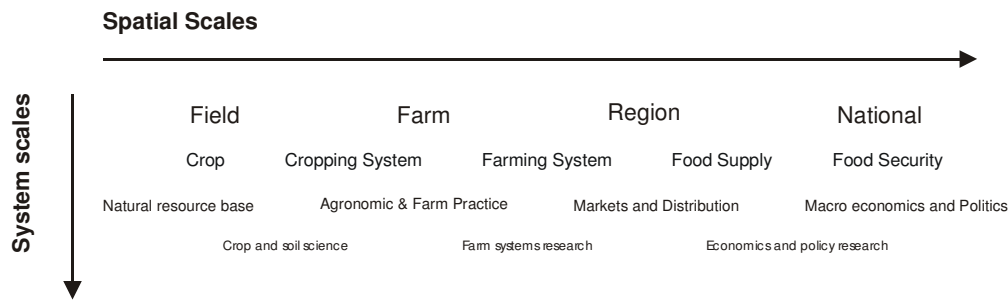 Spatial Scales
System scales
Field Farm Region National
Crop Cropping System Farming System Food Supply Food Security
Natural resource base Agronomic & Farm Practice Markets and Distribution Macro economics and Politics
Crop and soil science Farm systems research Economics and policy research